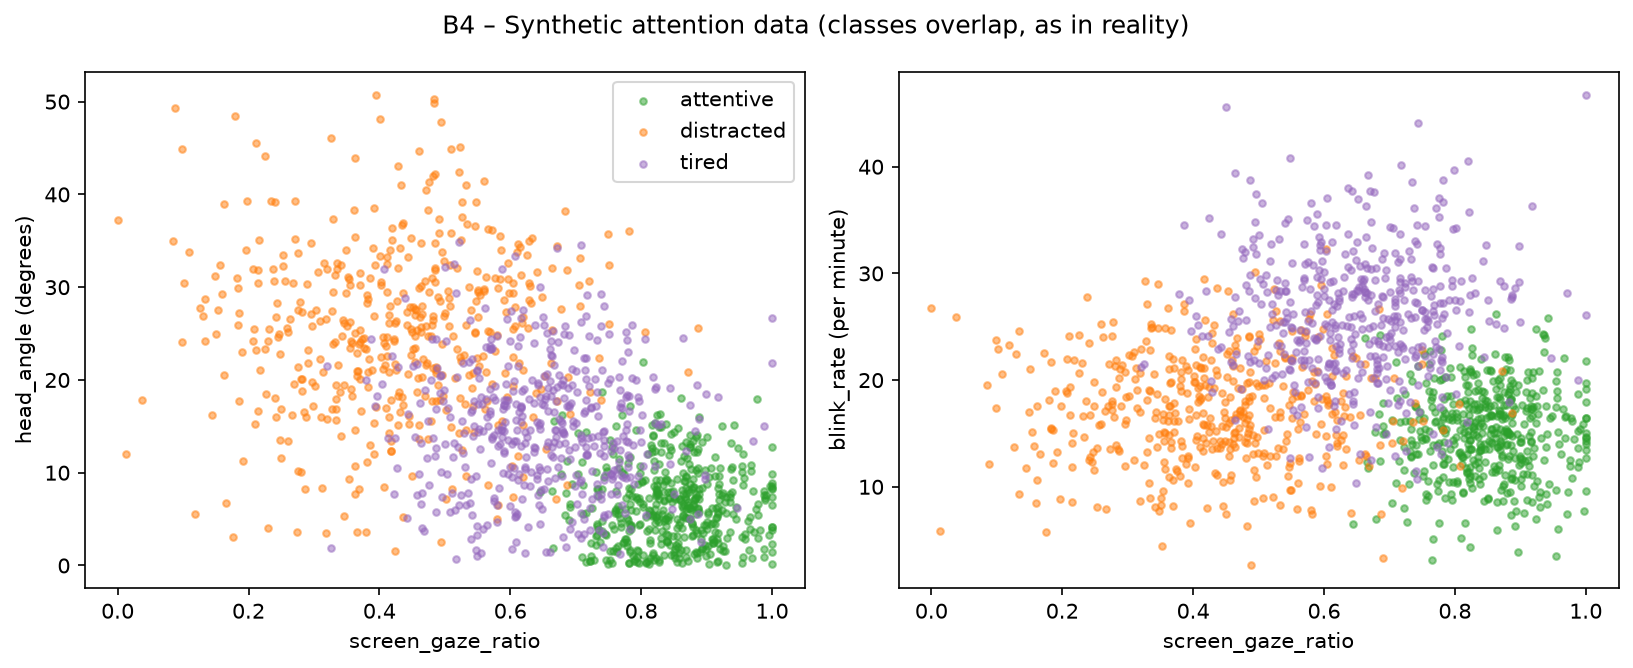 B4 – Synthetic attention data (classes overlap, as in reality)
attentive
distracted
tired
head_angle (degrees)
50
40
30
20
10
0
0.0 0.2 0.4 0.6 0.8 1.0
screen_gaze_ratio
blink_rate (per minute)
40
30
20
10
0.0 0.2 0.4 0.6 0.8 1.0
screen_gaze_ratio